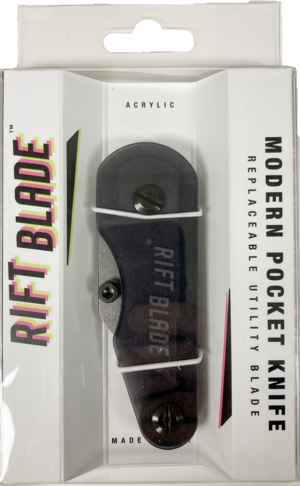 ACRYLIC
RIFT BLADE™
RIFT BLADE
MODERN POCKET KNIFE
REPLACEABLE UTILITY BLADE
MADE